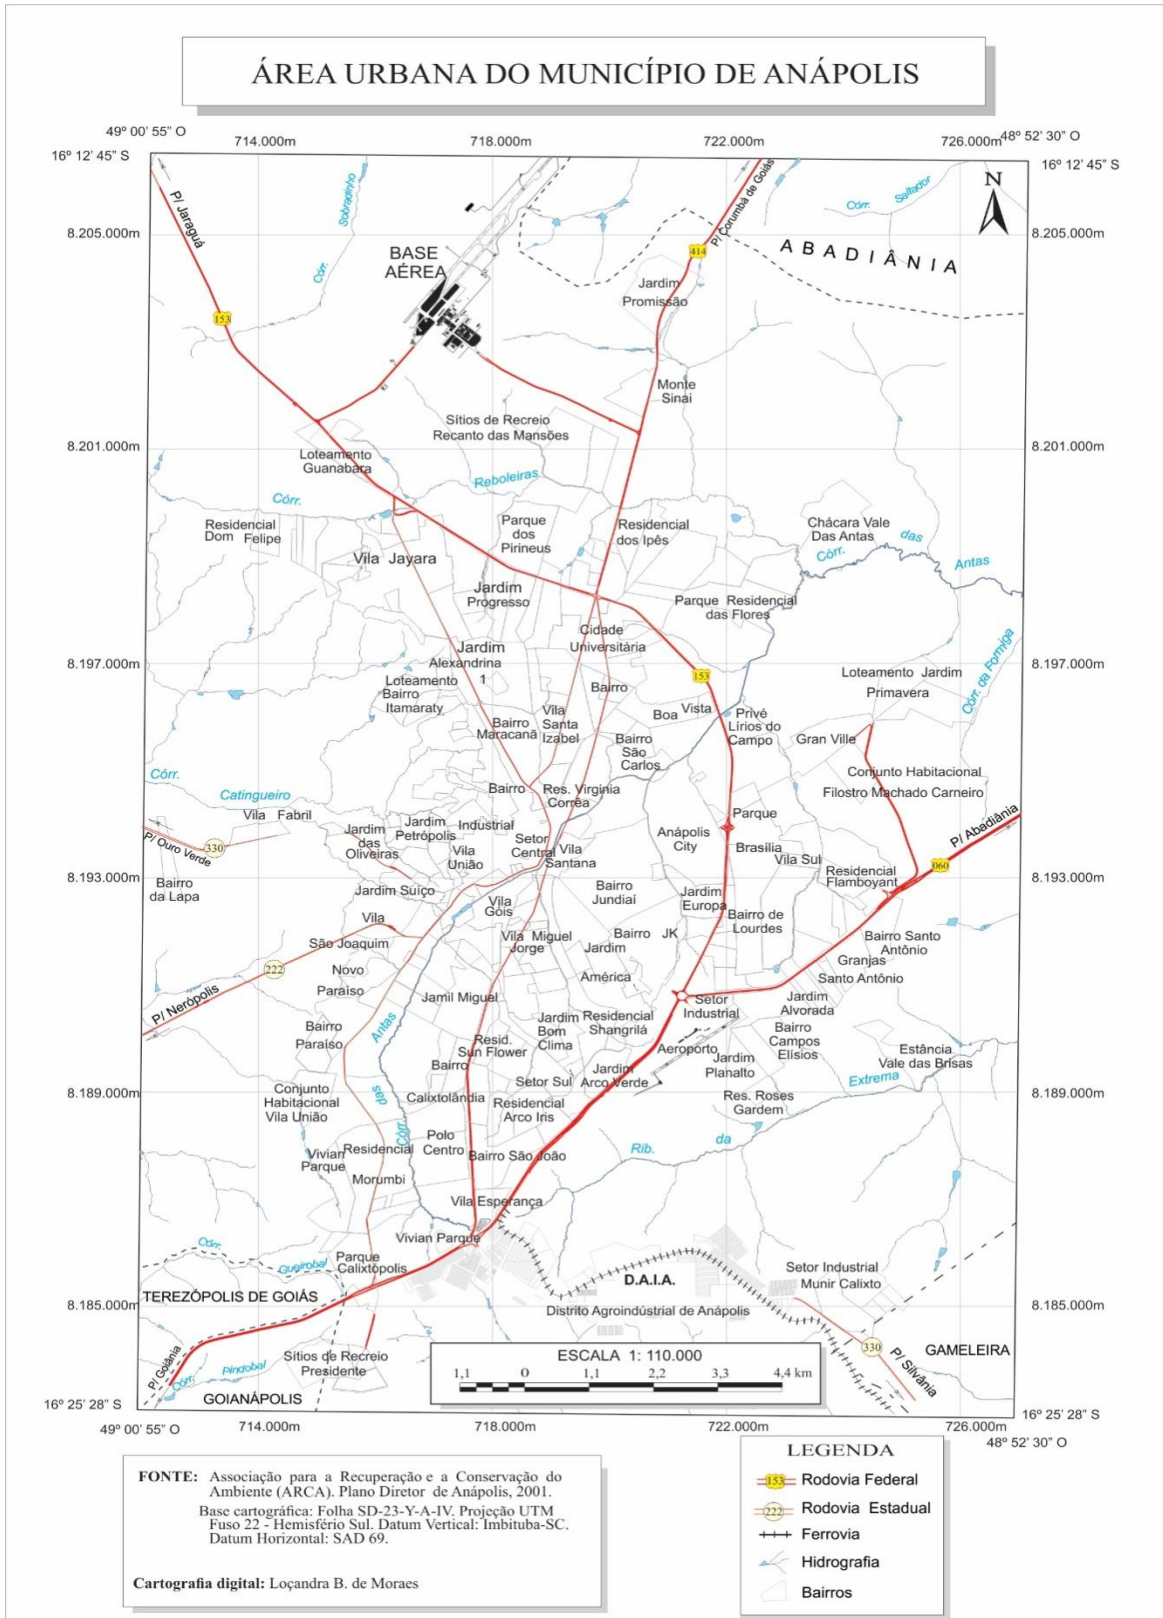 ÁREA URBANA DO MUNICÍPIO DE ANÁPOLIS
49º 00' 55" O
714.000m
718.000m
722.000m
726.000m
48º 52' 30" O
16º 12' 45" S
16º 12' 45" S
N
P/ Jaraguá
Córr. Sobradinho
P/ Corumbá de Goiás
Córr. Saltador
8.205.000m
8.205.000m
BASE
AÉREA
414
ABADIÂNIA
Jardim
Promissão
153
Monte
Sinai
Sítios de Recreio
Recanto das Mansões
8.201.000m
8.201.000m
Loteamento
Guanabara
Córr. Reboleiras
Residencial
Dom Felipe
Parque
dos
Pirineus
Residencial
dos Ipês
Chácara Vale
Das Antas
Córr. das Antas
Vila Jayara
Jardim
Progresso
Parque Residencial
das Flores
Cidade
Universitária
Córr. da Formiga
8.197.000m
8.197.000m
Jardim
Alexandrina
1
153
Loteamento Jardim
Primavera
Loteamento
Bairro
Itamaraty
Bairro
Boa Vista
Vila
Santa
Izabel
Bairro
Maracanã
Privé
Lírios do
Campo
Bairro
São
Carlos
Gran Ville
Córr. Catingueiro
Conjunto Habitacional
Filostro Machado Carneiro
Bairro
Industrial
Res. Virginia
Corrêa
Vila Fabril
P/ Ouro Verde
330
Jardim
das
Oliveiras
Jardim
Petrópolis
Setor
Central
Vila
Santana
Anápolis
City
Parque
Brasília
P/ Abadiânia
Vila
União
Vila Sul
060
8.193.000m
8.193.000m
Bairro
da Lapa
Jardim Suíço
Bairro
Jundiaí
Residencial
Flamboyant
Jardim
Europa
Vila
Góis
Bairro de
Lourdes
Vila
São Joaquim
Vila Miguel
Jorge
Bairro JK
Jardim
América
Bairro Santo
Antônio
Granjas
Santo Antônio
222
P/ Nerópolis
Novo
Paraíso
Jamil Miguel
Setor
Industrial
Jardim
Alvorada
Bairro
Paraíso
Córr. das Antas
Jardim
Bom
Clima
Residencial
Shangrilá
Bairro
Campos
Elísios
Resid.
Sun Flower
Aeroporto
Estância
Vale das Brisas
Jardim
Planalto
Bairro
Calixtolândia
Setor Sul
Jardim
Arco Verde
8.189.000m
8.189.000m
Conjunto
Habitacional
Vila União
Residencial
Arco Iris
Res. Roses
Gardem
Rib. da Extrema
Polo
Centro
Bairro São João
Vivian
Parque
Residencial
Morumbi
Vila Esperança
Vivian Parque
Córr. Gueirobal
Parque
Calixtópolis
D.A.I.A.
Distrito Agroindústrial de Anápolis
Setor Industrial
Munir Calixto
TEREZÓPOLIS DE GOIÁS
8.185.000m
8.185.000m
330
P/ Silvânia
GAMELEIRA
P/ Goiânia
Sítios de Recreio
Presidente
Córr. Pindobal
GOIANÁPOLIS
ESCALA 1: 110.000
1,1
0
1,1
2,2
3,3
4,4 km
16º 25' 28" S
16º 25' 28" S
49º 00' 55" O
714.000m
718.000m
722.000m
726.000m
48º 52' 30" O
FONTE: Associação para a Recuperação e a Conservação do
Ambiente (ARCA). Plano Diretor de Anápolis, 2001.
Base cartográfica: Folha SD-23-Y-A-IV. Projeção UTM
Fuso 22 - Hemisfério Sul. Datum Vertical: Imbituba-SC.
Datum Horizontal: SAD 69.
Cartografia digital: Loçandra B. de Moraes
LEGENDA
153 Rodovia Federal
222 Rodovia Estadual
Ferrovia
Hidrografia
Bairros